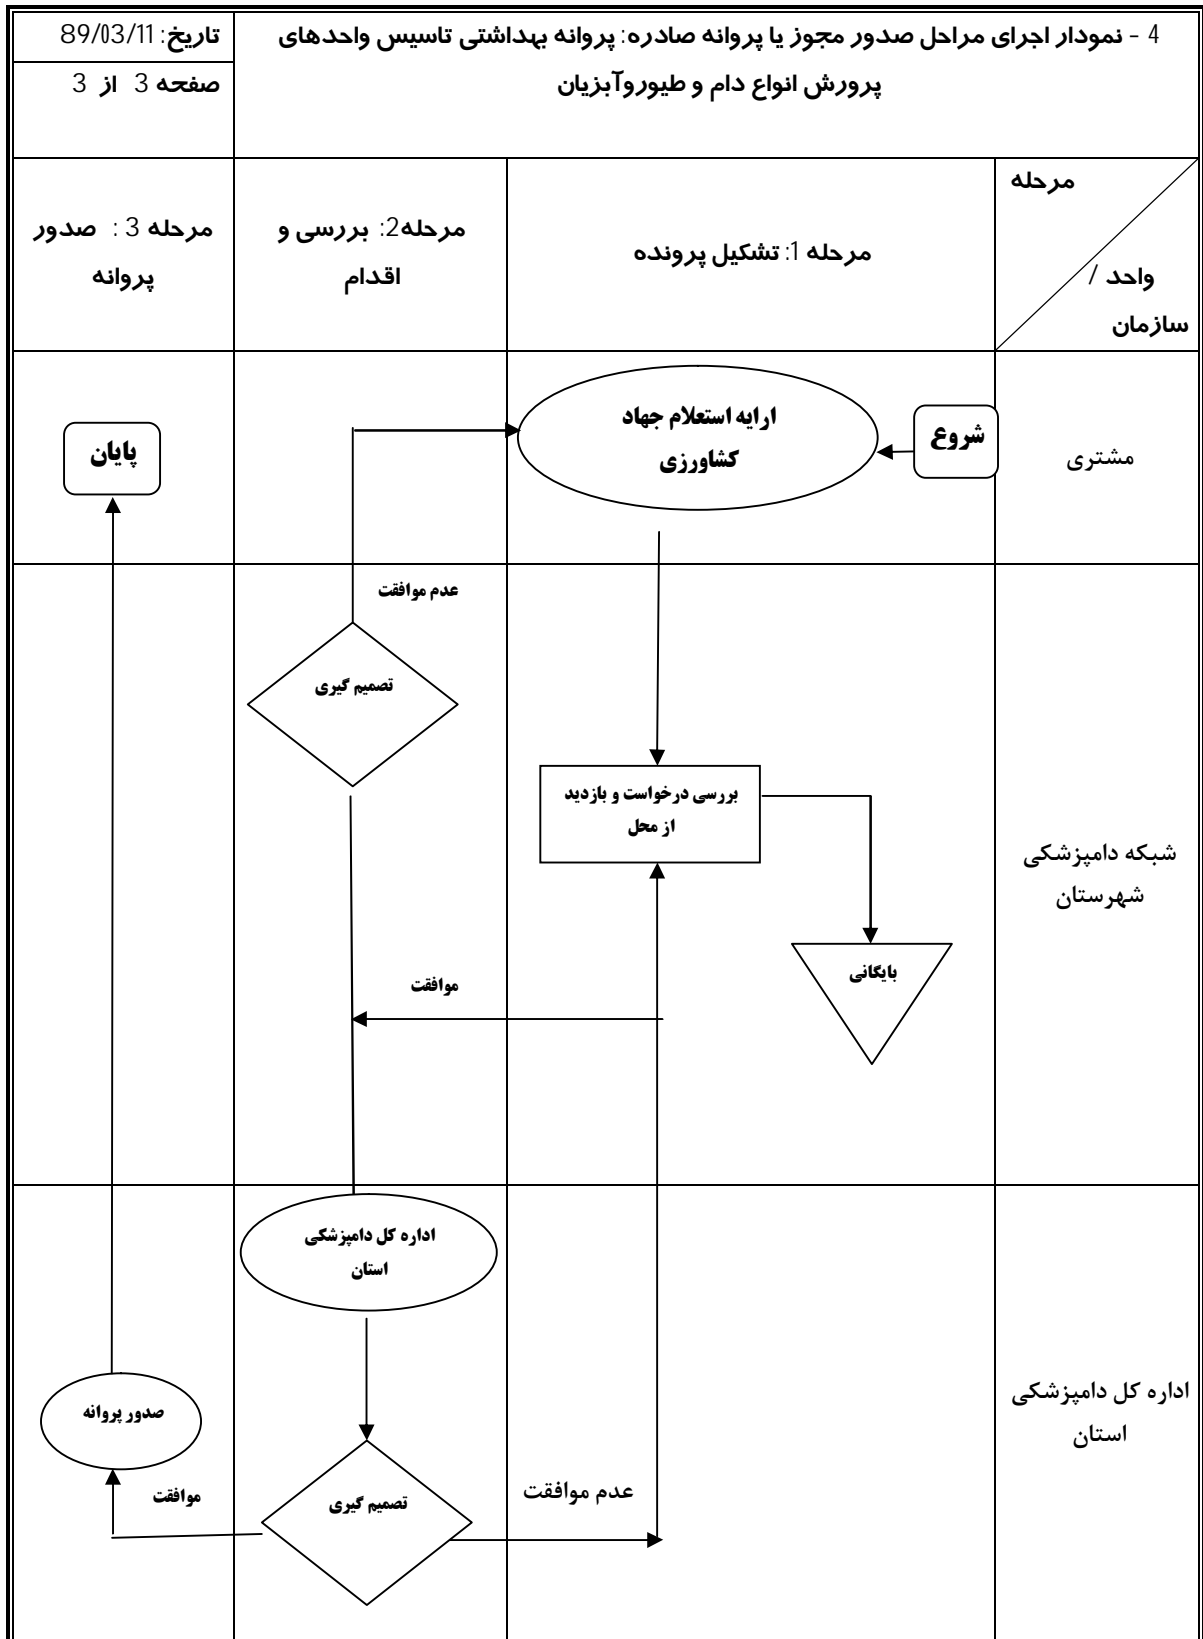 4 - نمودار اجرای مراحل صدور مجوز یا پروانه صادره: پروانه بهداشتی تاسیس واحدهای
پرورش انواع دام و طیوروآبزیان
تاریخ: 89/03/11
صفحه 3 از 3
مرحله
واحد /
سازمان
مرحله 1: تشکیل پرونده
مرحله2: بررسی و
اقدام
مرحله 3 : صدور
پروانه
مشتری
شروع
ارایه استعلام جهاد
کشاورزی
پایان
شبکه دامپزشکی
شهرستان
عدم موافقت
تصمیم گیری
بررسی درخواست و بازدید
از محل
بایگانی
موافقت
اداره کل دامپزشکی
استان
اداره کل دامپزشکی
استان
صدور پروانه
موافقت
تصمیم گیری
عدم موافقت